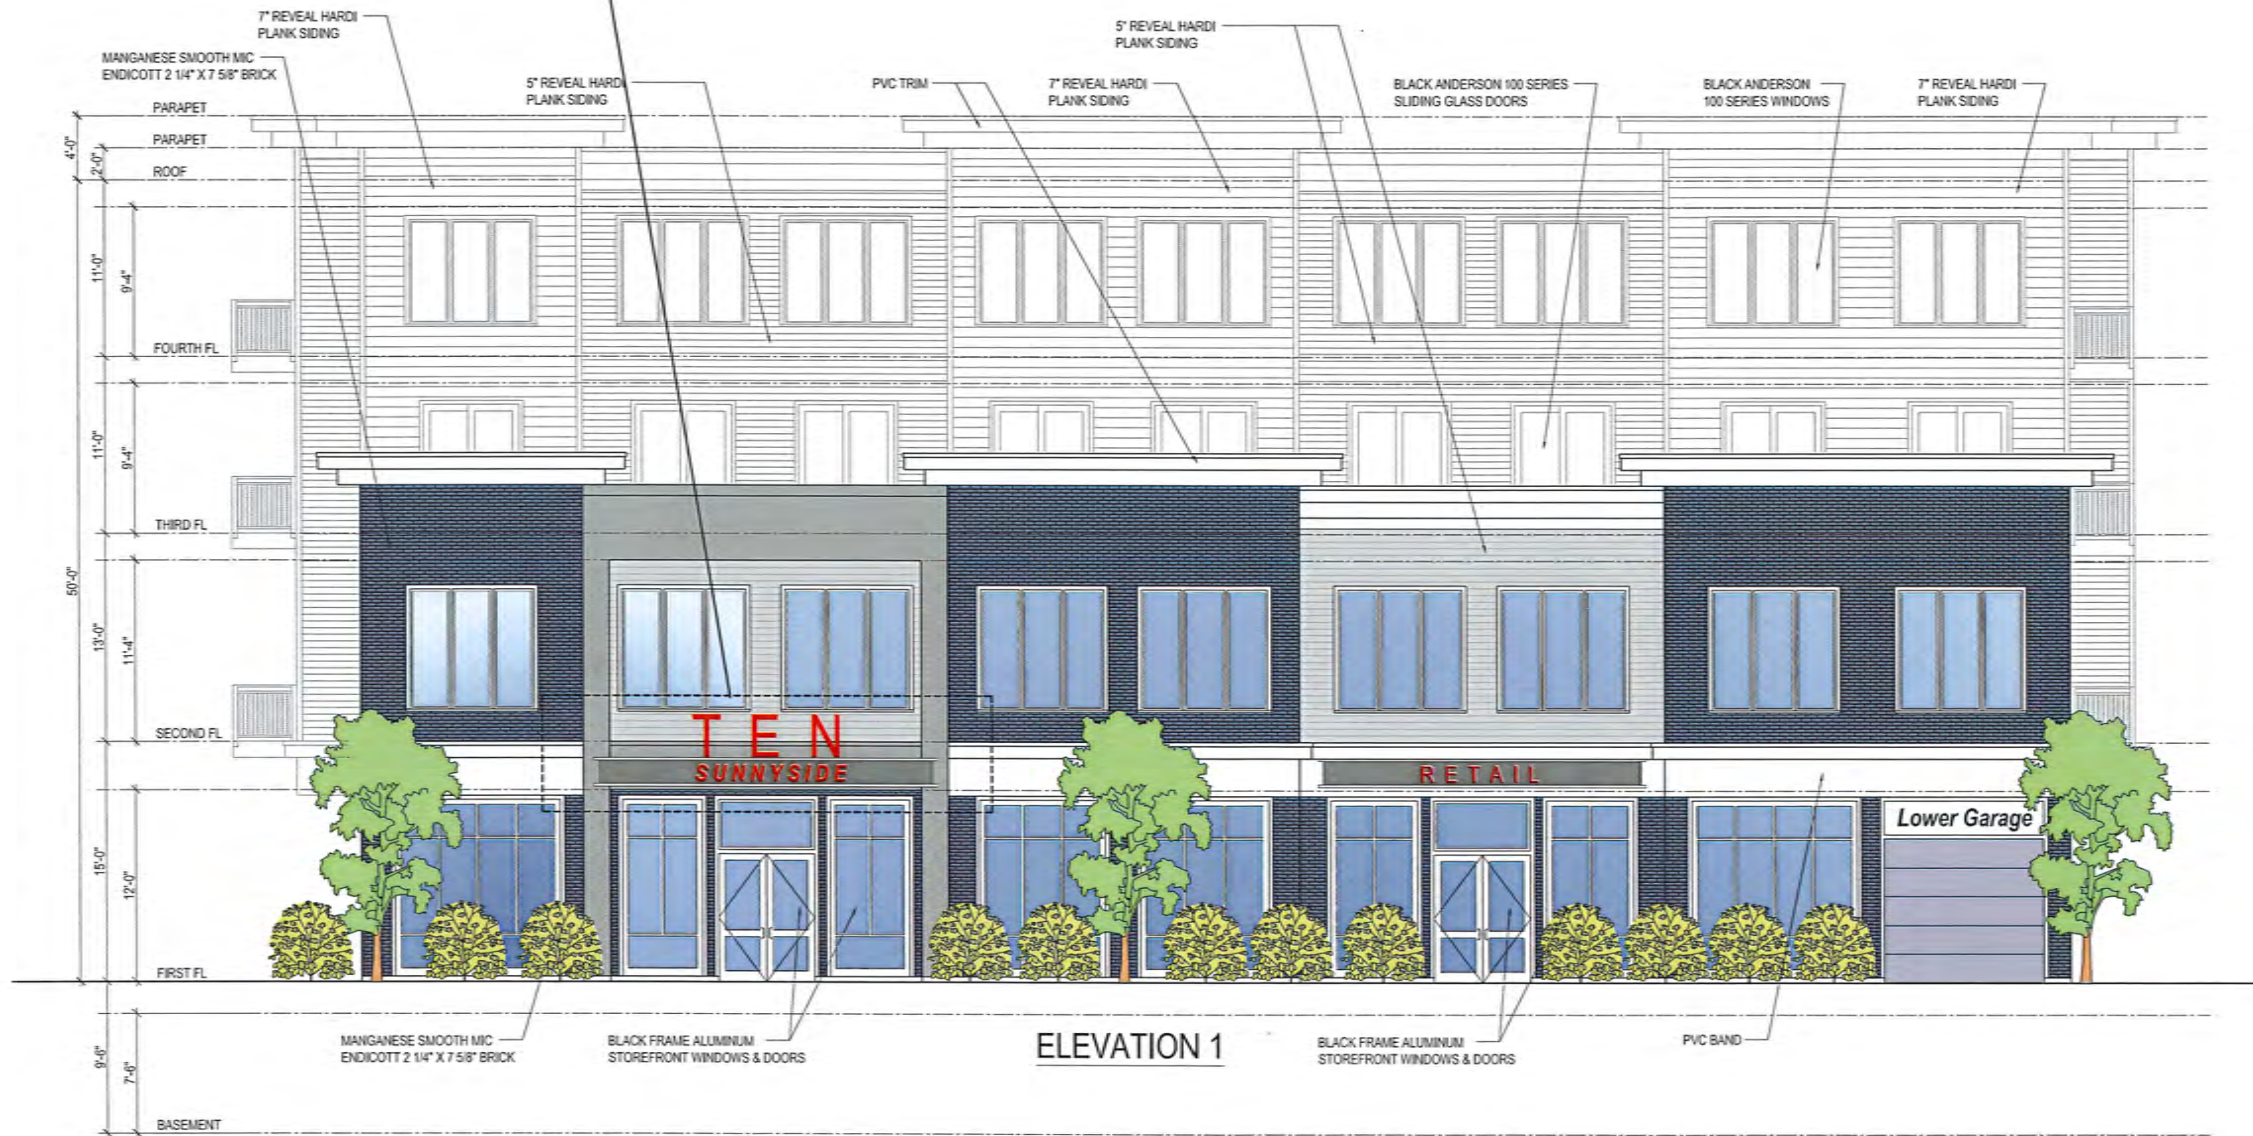 7" REVEAL HARDI
PLANK SIDING
5" REVEAL HARDI
PLANK SIDING
MANGANESE SMOOTH MIC
ENDICOTT 2 1/4" X 7 5/8" BRICK
5" REVEAL HARDI
PLANK SIDING
PVC TRIM
7" REVEAL HARDI
PLANK SIDING
BLACK ANDERSON 100 SERIES
SLIDING GLASS DOORS
BLACK ANDERSON
100 SERIES WINDOWS
7" REVEAL HARDI
PLANK SIDING
PARAPET
4'-0"
PARAPET
2'-0"
ROOF
11'-0"
9'-4"
FOURTH FL
11'-0"
9'-4"
THIRD FL
50'-0"
13'-0"
11'-4"
SECOND FL
TEN
SUNNYSIDE
RETAIL
Lower Garage
15'-0"
12'-0"
FIRST FL
MANGANESE SMOOTH MIC
ENDICOTT 2 1/4" X 7 5/8" BRICK
BLACK FRAME ALUMINUM
STOREFRONT WINDOWS & DOORS
ELEVATION 1
BLACK FRAME ALUMINUM
STOREFRONT WINDOWS & DOORS
PVC BAND
9'-6"
7'-6"
BASEMENT